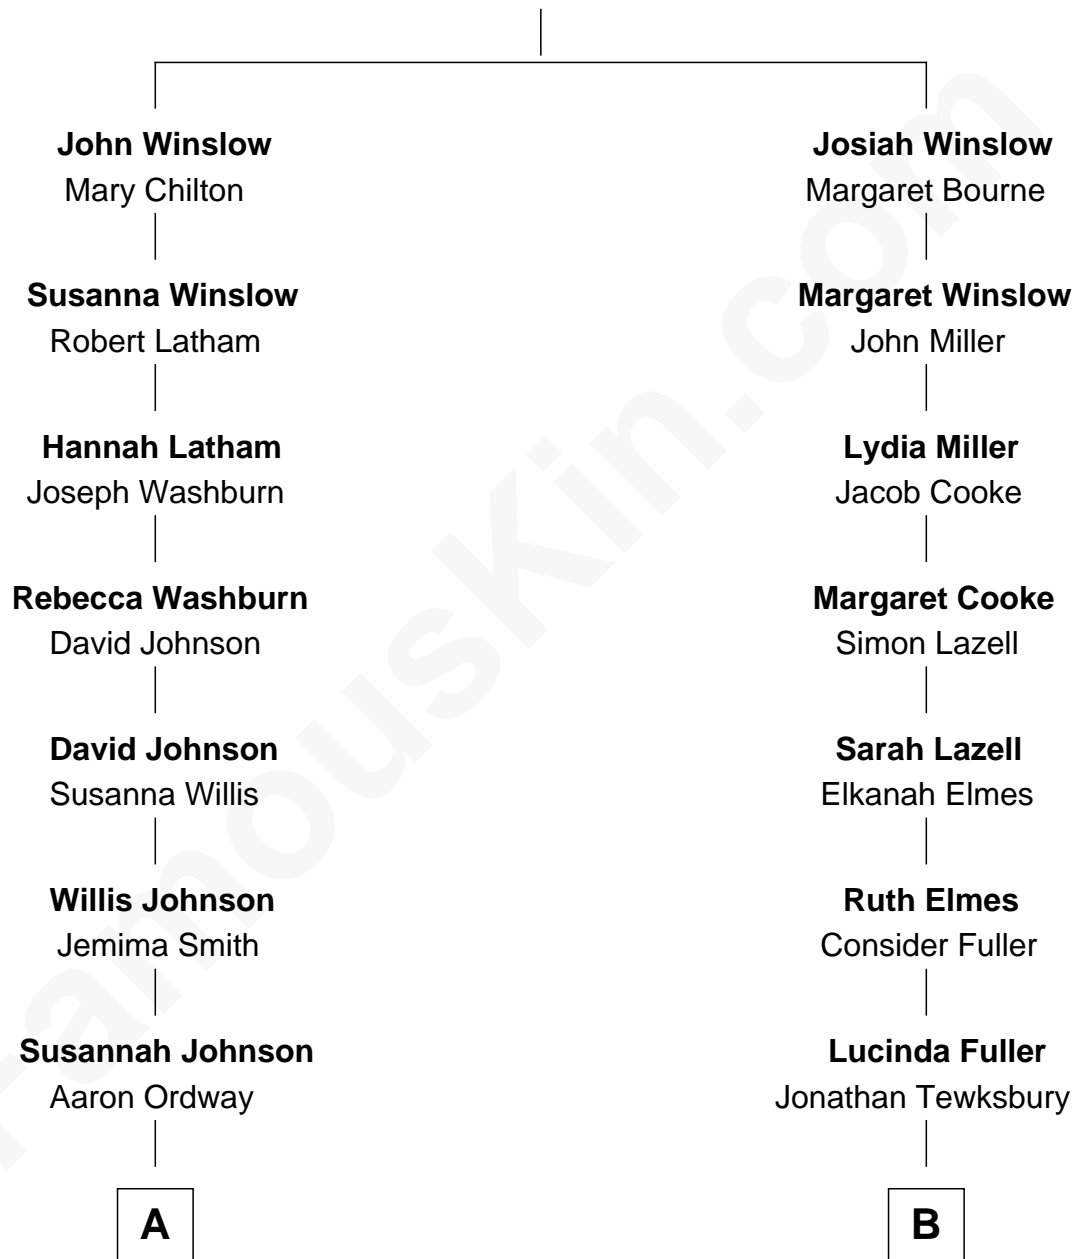 John Winslow
Mary Chilton
Josiah Winslow
Margaret Bourne
Susanna Winslow
Robert Latham
Margaret Winslow
John Miller
Hannah Latham
Joseph Washburn
Lydia Miller
Jacob Cooke
Rebecca Washburn
David Johnson
Margaret Cooke
Simon Lazell
David Johnson
Susanna Willis
Sarah Lazell
Elkanah Elmes
Willis Johnson
Jemima Smith
Ruth Elmes
Consider Fuller
Susannah Johnson
Aaron Ordway
Lucinda Fuller
Jonathan Tewksbury
A
B
FamousKin.com